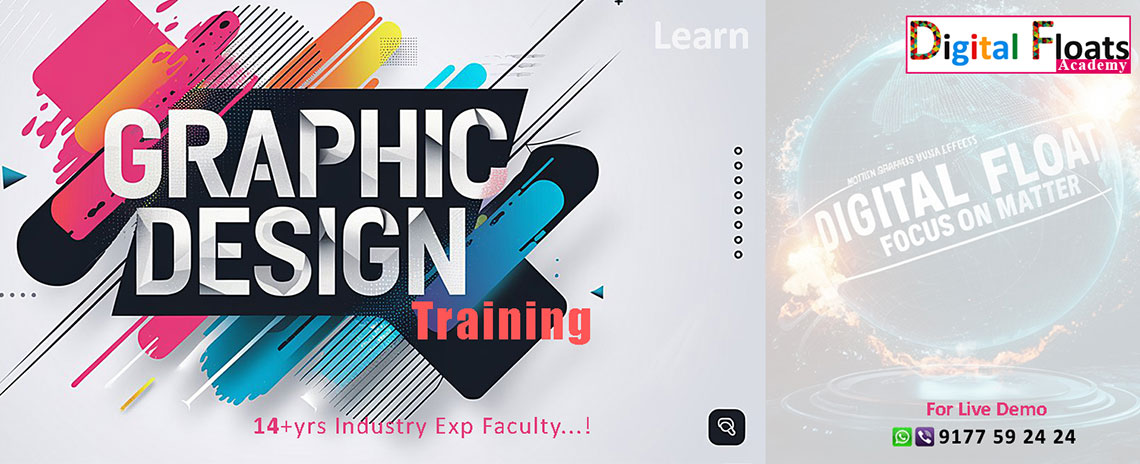 GRAPHIC
DESIGN
Training
14+yrs Industry Exp Faculty...!
Learn
Digital Floats
Academy
DIGITAL FLOAT
FOCUS ON MATTER
For Live Demo
9177 59 24 24